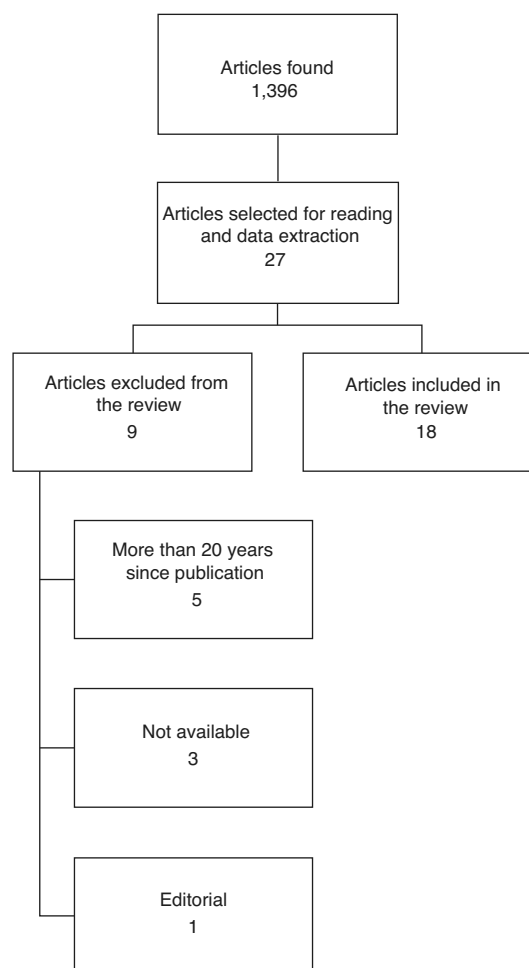 Articles found
1,396
Articles selected for reading
and data extraction
27
Articles excluded from
the review
9
Articles included in
the review
18
More than 20 years
since publication
5
Not available
3
Editorial
1